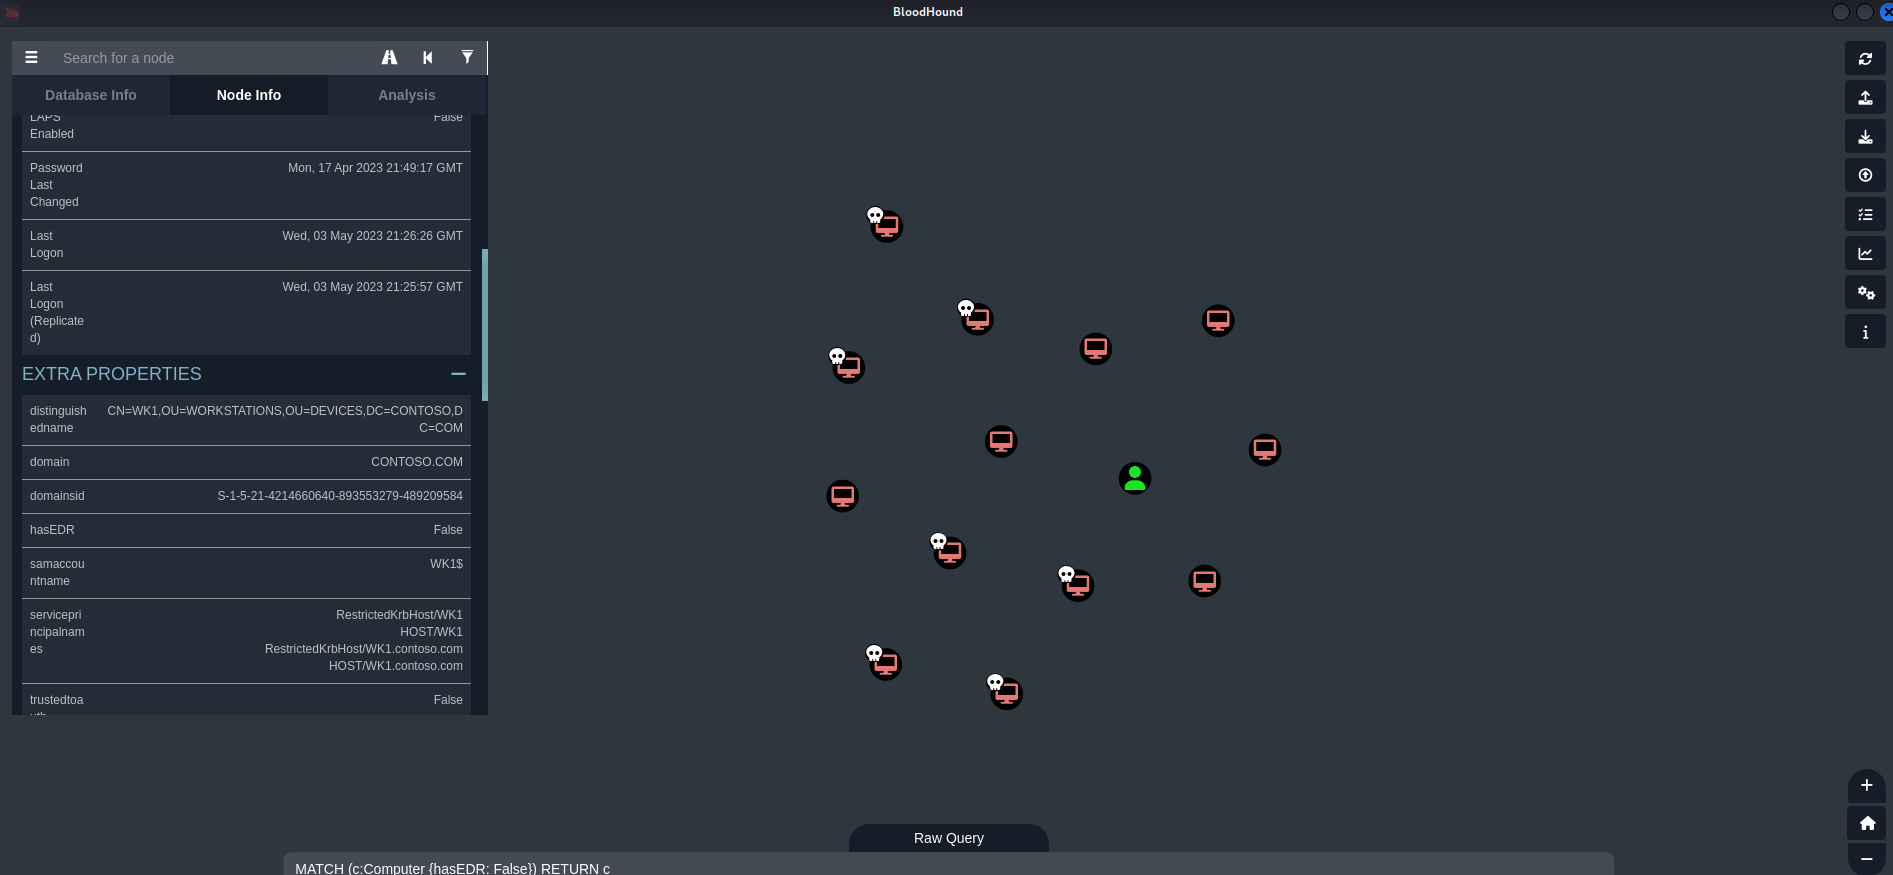 BloodHound
Search for a node
Database Info
Node Info
Analysis
LAPS Enabled
False
Password Last Changed
Mon, 17 Apr 2023 21:49:17 GMT
Last Logon
Wed, 03 May 2023 21:26:26 GMT
Last Logon (Replicated)
Wed, 03 May 2023 21:25:57 GMT
EXTRA PROPERTIES
distinguishedname
CN=WK1,OU=WORKSTATIONS,OU=DEVICES,DC=CONTOSO,DC=COM
domain
CONTOSO.COM
domainsid
S-1-5-21-4214660640-893553279-489209584
hasEDR
False
samaccountname
WK1$
serviceprincipalnames
RestrictedKrbHost/WK1
HOST/WK1
RestrictedKrbHost/WK1.contoso.com
HOST/WK1.contoso.com
trustedtoauth
False
Raw Query
MATCH (c:Computer {hasEDR: False}) RETURN c